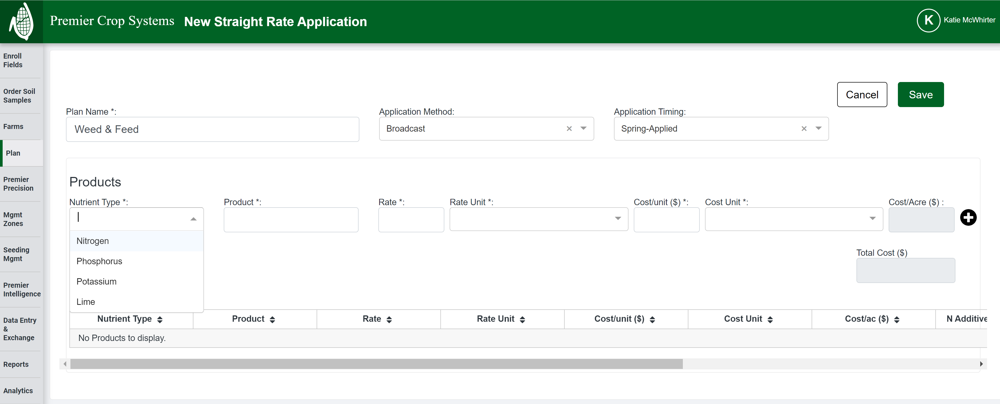 Premier Crop Systems New Straight Rate Application
K Katie McWhirter
Enroll
Fields
Order Soil
Samples
Farms
Plan
Premier
Precision
Mgmt
Zones
Seeding
Mgmt
Premier
Intelligence
Data Entry
&
Exchange
Reports
Analytics
Cancel Save
Plan Name *: Application Method: Application Timing:
Weed & Feed Broadcast × Spring-Applied ×
Products
Nutrient Type *: Product *: Rate *: Rate Unit *: Cost/unit ($) *: Cost Unit *: Cost/Acre ($) :
Nitrogen
Phosphorus
Potassium
Lime
Total Cost ($)
Nutrient Type Product Rate Rate Unit Cost/unit ($) Cost Unit Cost/ac ($) N Additive
No Products to display.